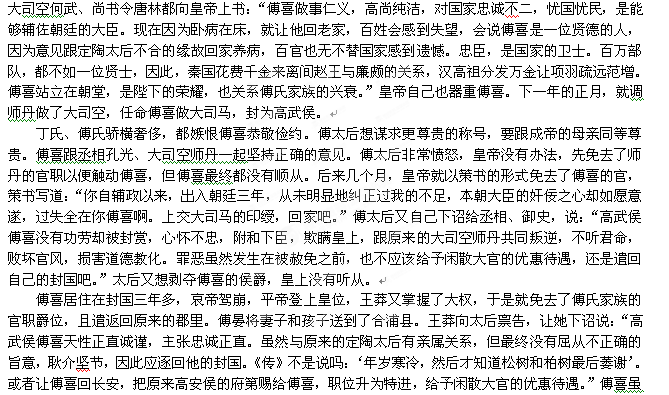 大司空何武、尚书令唐林都向皇帝上书：“傅喜做事仁义，高尚纯洁，对国家忠诚不二，忧国忧民，是能
够辅佐朝廷的大臣。现在因为卧病在床，就让他回老家，百姓会感到失望，会说傅喜是一位贤德的人，
因为意见跟定陶太后不合的缘故回家养病，百官也无不替国家感到遗憾。忠臣，是国家的卫士。百万部
队，都不如一位贤士，因此，秦国花费千金来离间赵王与廉颇的关系，汉高祖分发万金让项羽疏远范增。
傅喜站立在朝堂，是陛下的荣耀，也关系傅氏家族的兴衰。”皇帝自己也器重傅喜。下一年的正月，就调
师丹做了大司空，任命傅喜做大司马，封为高武侯。
丁氏、傅氏骄横奢侈，都嫉恨傅喜恭敬俭约。傅太后想谋求更尊贵的称号，要跟成帝的母亲同等尊
贵。傅喜跟丞相孔光、大司空师丹一起坚持正确的意见。傅太后非常愤怒，皇帝没有办法，先免去了师
丹的官职以便触动傅喜，但傅喜最终都没有顺从。后来几个月，皇帝就以策书的形式免去了傅喜的官，
策书写道：“你自辅政以来，出入朝廷三年，从未明显地纠正过我的不足，本朝大臣的奸佞之心却如愿意
遂，过失全在你傅喜啊。上交大司马的印绶，回家吧。”傅太后又自己下诏给丞相、御史，说：“高武侯
傅喜没有功劳却被封赏，心怀不忠，附和下臣，欺瞒皇上，跟原来的大司空师丹共同叛逆，不听君命，
败坏官风，损害道德教化。罪恶虽然发生在被赦免之前，也不应该给予闲散大官的优惠待遇，还是遣回
自己的封国吧。”太后又想剥夺傅喜的侯爵，皇上没有听从。
傅喜居住在封国三年多，哀帝驾崩，平帝登上皇位，王莽又掌握了大权，于是就免去了傅氏家族的
官职爵位，且遣返回原来的郡里。傅晏将妻子和孩子送到了合浦县。王莽向太后禀告，让她下诏说：“高
武侯傅喜天性正直诚谨，主张忠诚正直。虽然与原来的定陶太后有亲属关系，但最终没有屈从不正确的
旨意，耿介坚节，因此应逐回他的封国。《传》不是说吗：‘年岁寒冷，然后才知道松树和柏树最后萎谢’。
或者让傅喜回长安，把原来高安侯的府第赐给傅喜，职位升为特进，给予闲散大官的优惠待遇。”傅喜虽